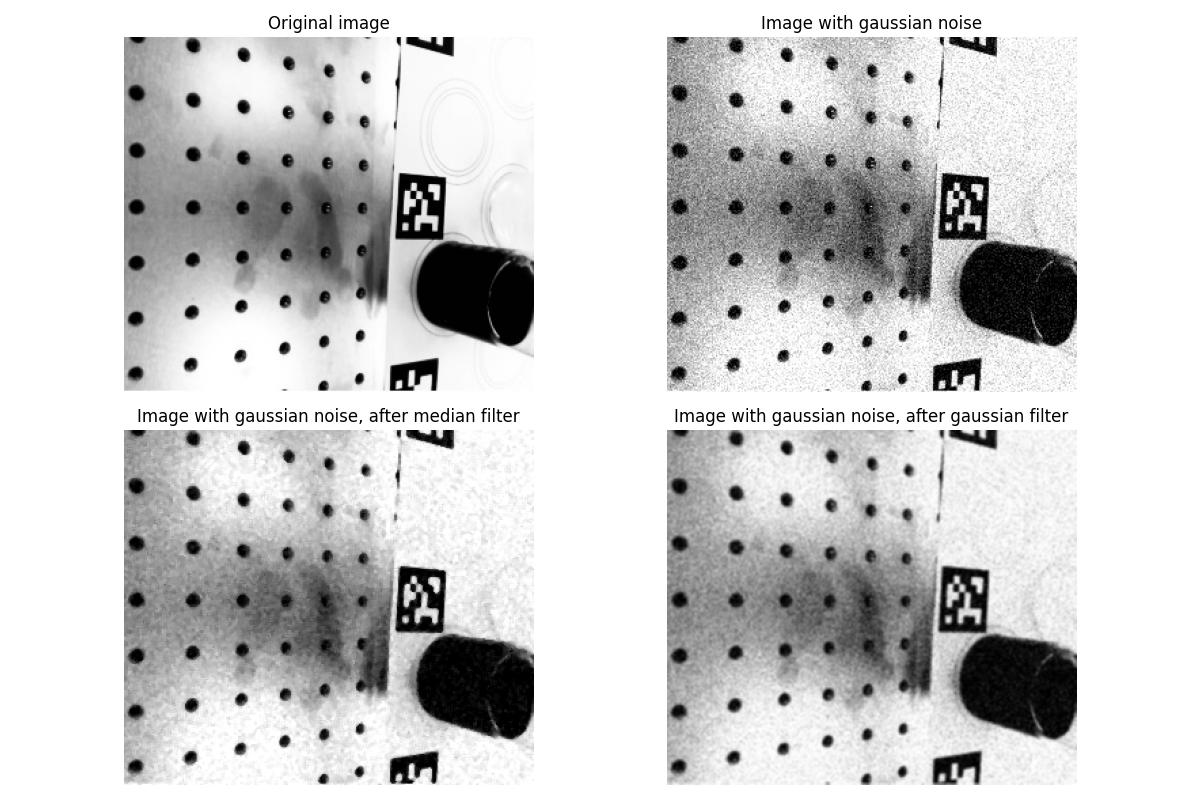 Original image
Image with gaussian noise
Image with gaussian noise, after median filter
Image with gaussian noise, after gaussian filter